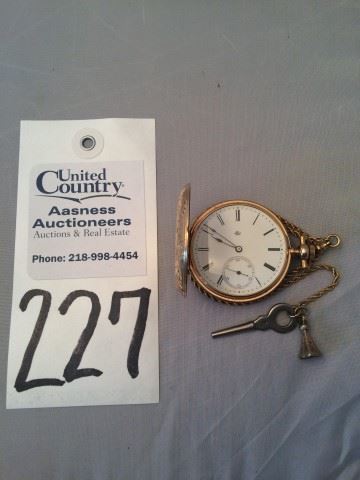 United
Country®
Aasness
Auctioneers
Auctions & Real Estate
Phone: 218-998-4454
227